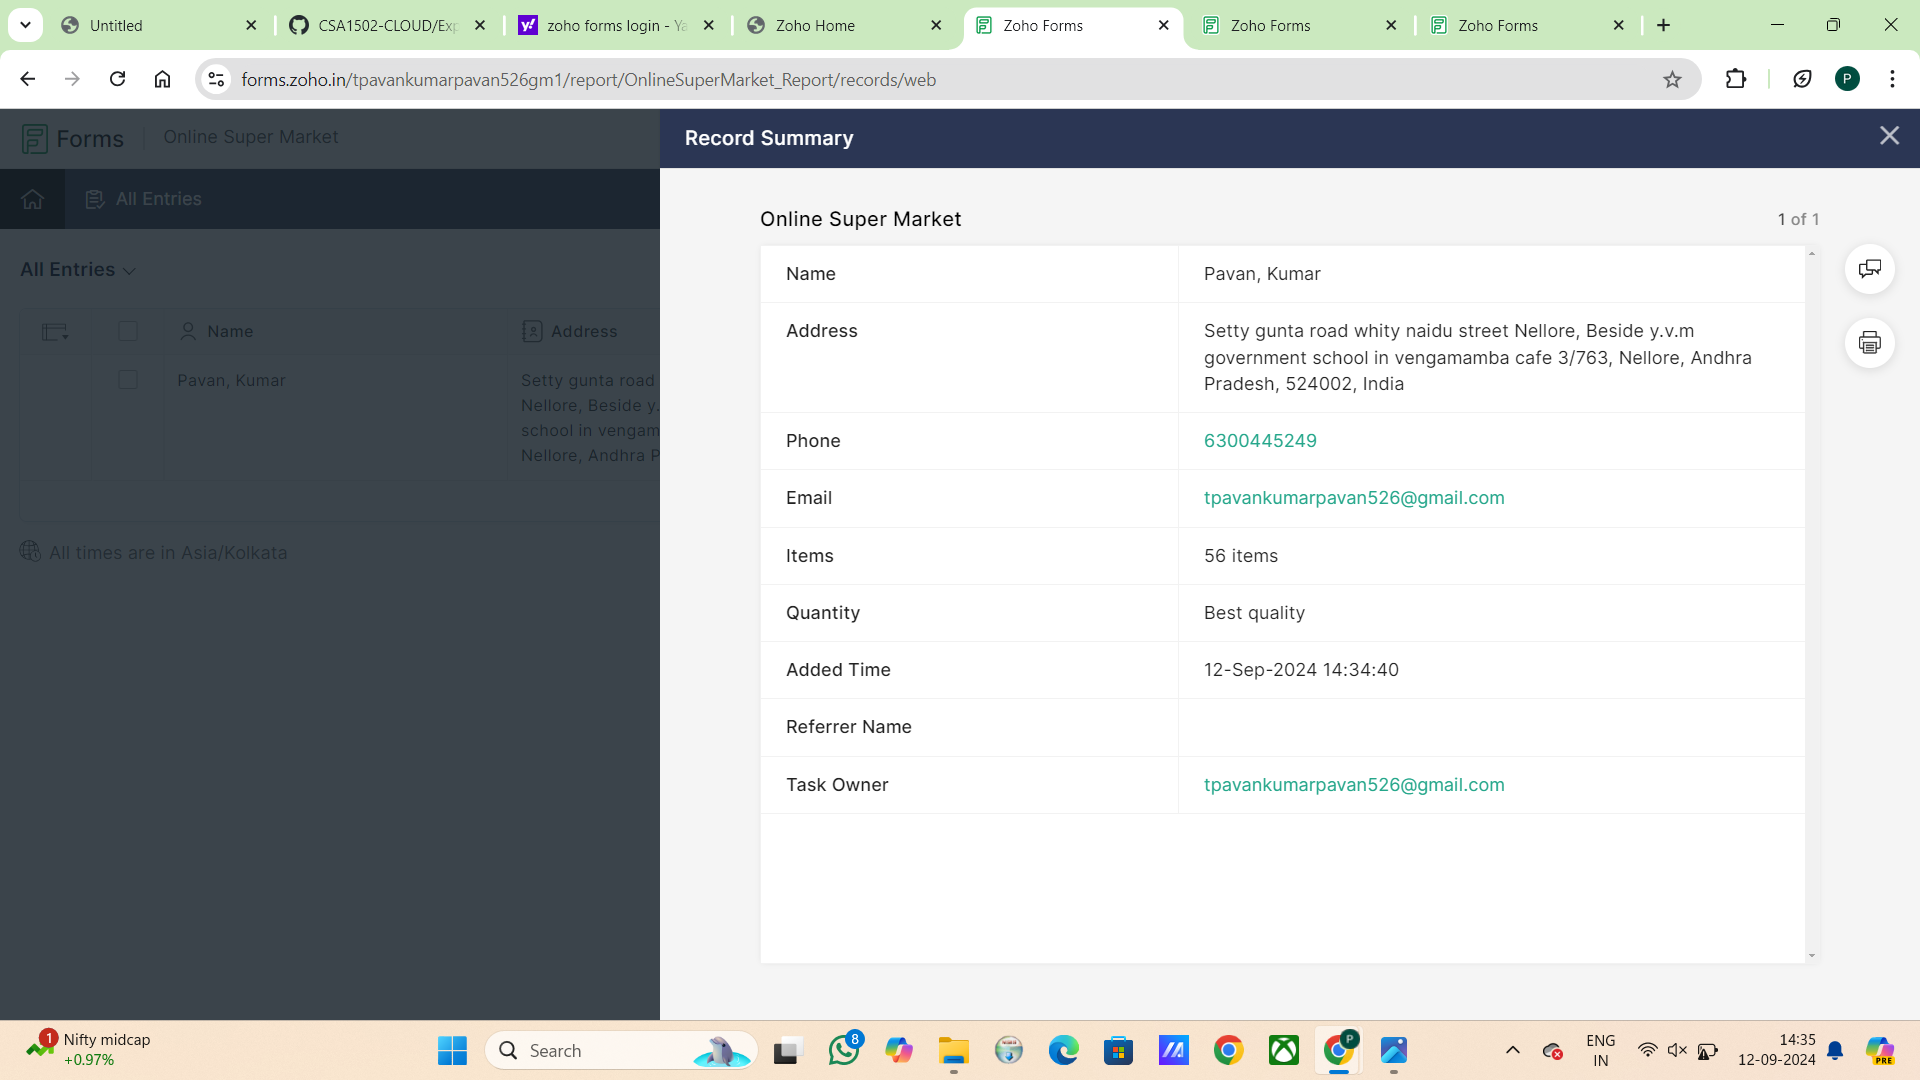 Untitled
CSA1502-CLOUD/Exp
zoho forms login - Ya
Zoho Home
Zoho Forms
Zoho Forms
Zoho Forms
forms.zoho.in/tpavankumarpavan526gm1/report/OnlineSuperMarket_Report/records/web
P
Forms
Online Super Market
Record Summary
All Entries
Online Super Market
1 of 1
All Entries
Name
Address
Pavan, Kumar
Setty gunta road
Nellore, Beside y.
school in vengam
Nellore, Andhra P
All times are in Asia/Kolkata
Name
Pavan, Kumar
Address
Setty gunta road whity naidu street Nellore, Beside y.v.m
government school in vengamamba cafe 3/763, Nellore, Andhra
Pradesh, 524002, India
Phone
6300445249
Email
tpavankumarpavan526@gmail.com
Items
56 items
Quantity
Best quality
Added Time
12-Sep-2024 14:34:40
Referrer Name
Task Owner
tpavankumarpavan526@gmail.com
1
Nifty midcap
+0.97%
Search
8
P
ENG
IN
14:35
12-09-2024
PRE